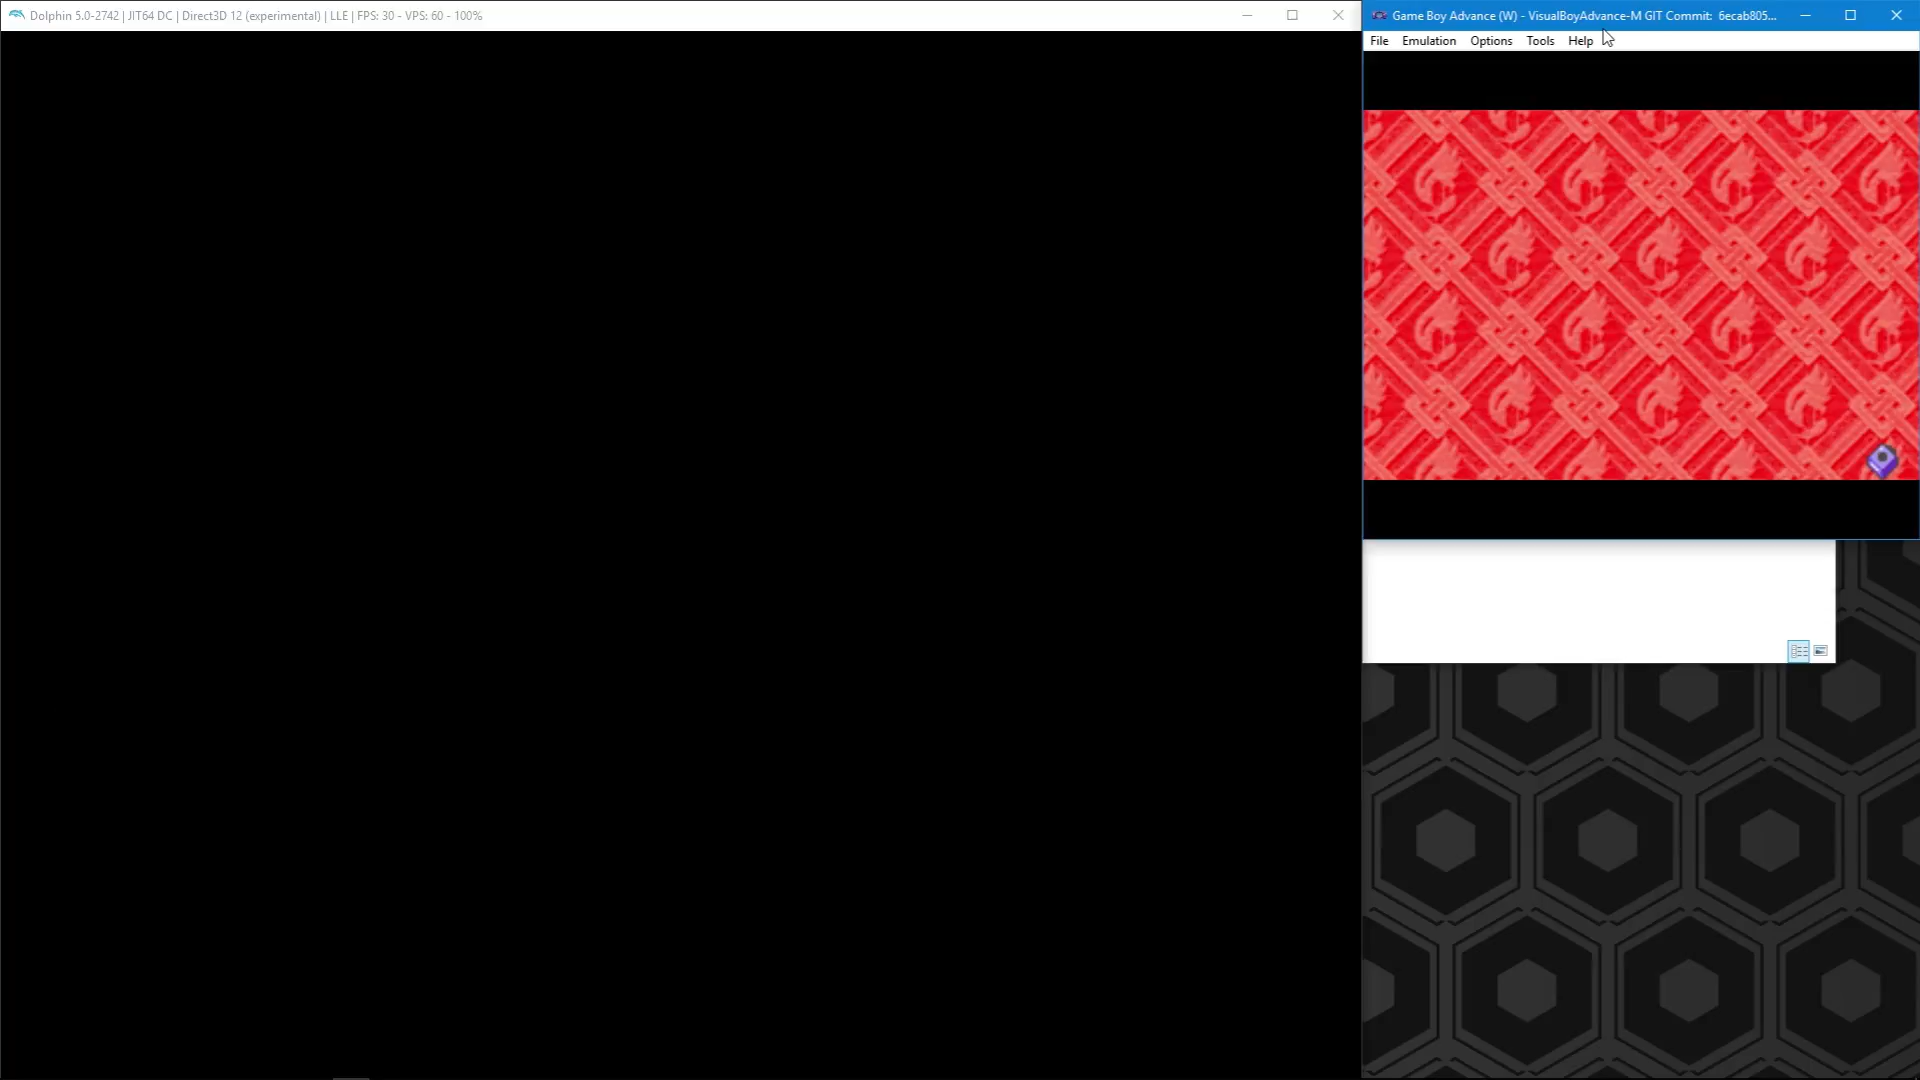 Dolphin 5.0-2742 | JIT64 DC | Direct3D 12 (experimental) | LLE | FPS: 30 - VPS: 60 - 100%
Game Boy Advance (W) - VisualBoyAdvance-M GIT Commit: 6ecab805...
File Emulation Options Tools Help